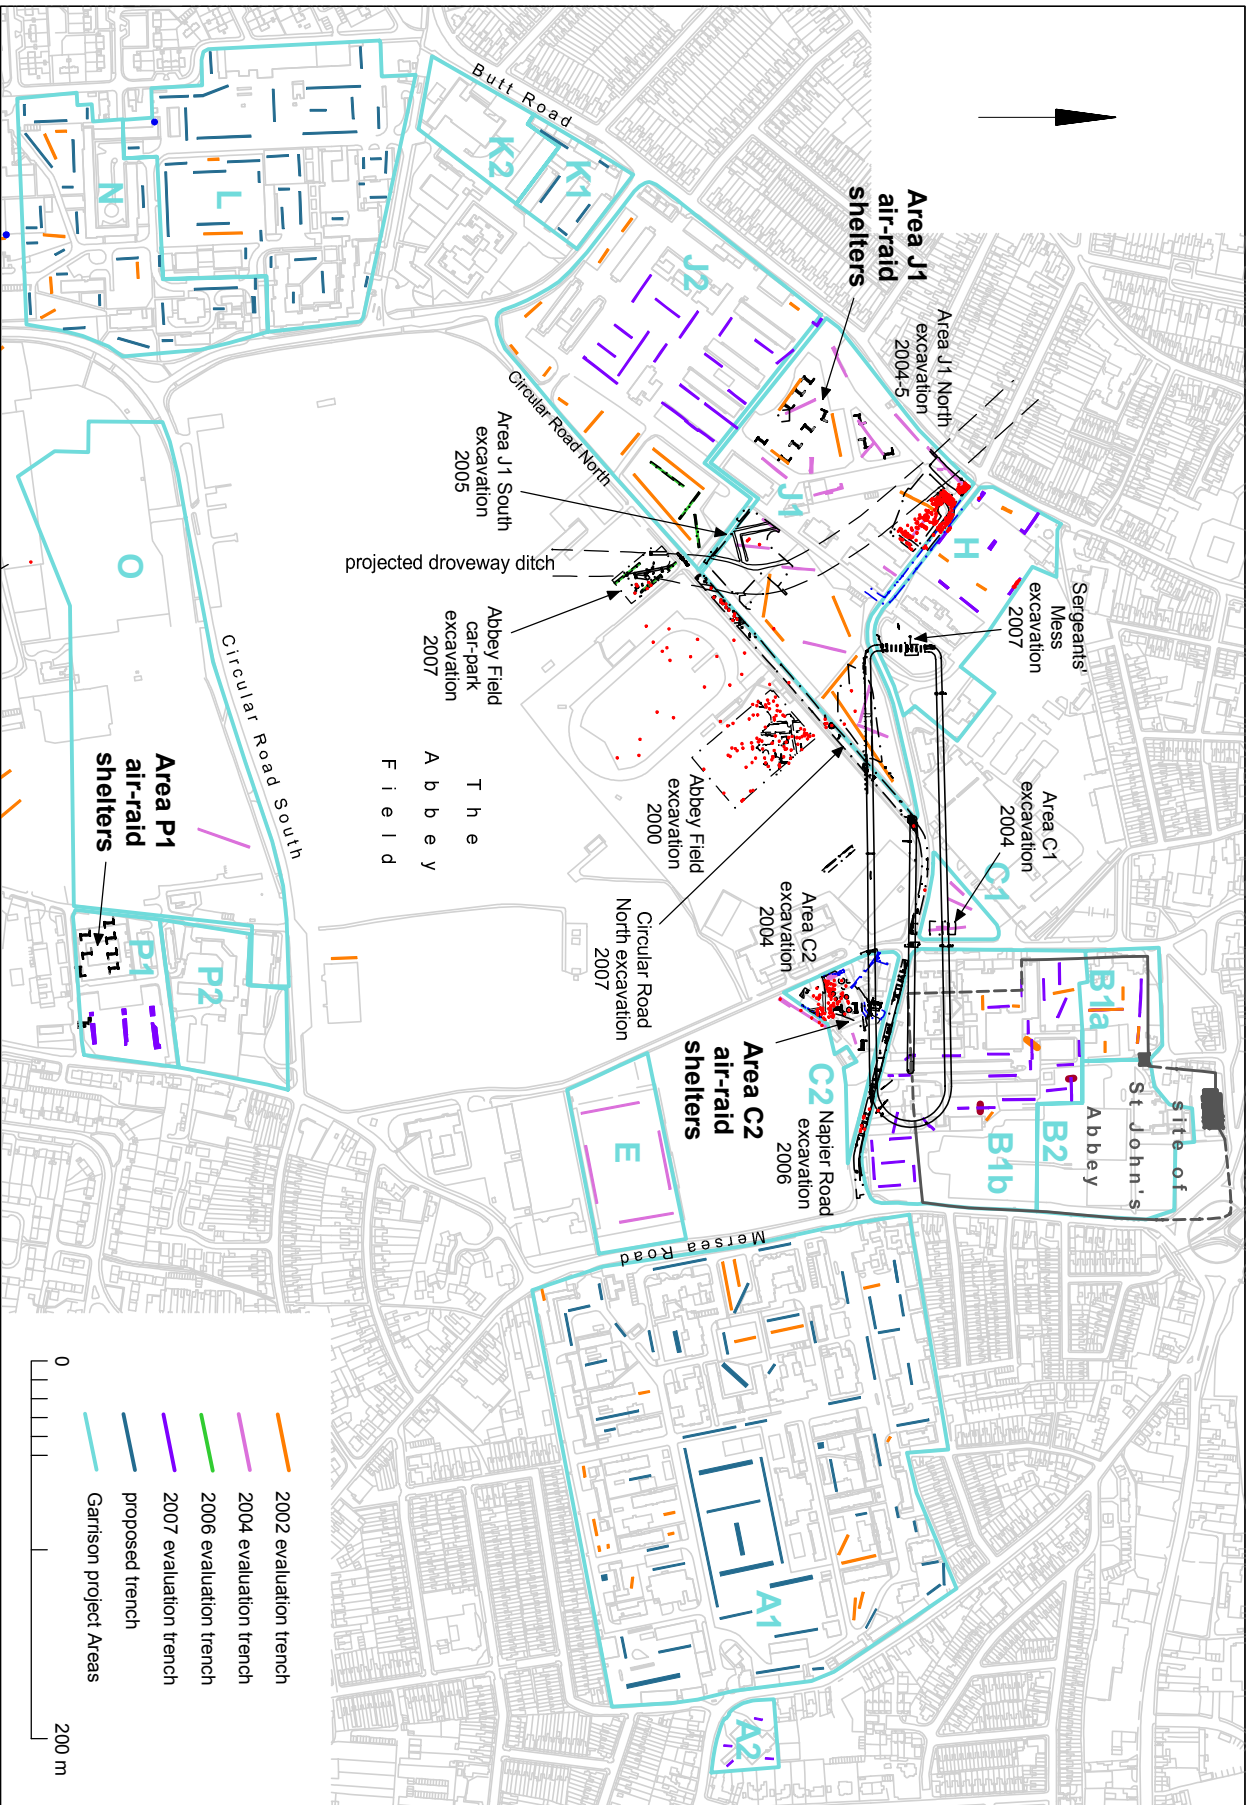 Butt Road
K2
K1
N
L
J2
Area J1
air-raid
shelters
Area J1 North
excavation
2004-5
H
Sergeants'
Mess
excavation
2007
J1
Circular Road North
Area J1 South
excavation
2005
projected droveway ditch
Abbey Field
car-park
excavation
2007
Area C1
excavation
2004
C1
Abbey Field
excavation
2000
Circular Road
North excavation
2007
Area C2
excavation
2004
Area C2
air-raid
shelters
C2
Napier Road
excavation
2006
B1a
B2
B1b
site of
St John's
Abbey
The
Abbey
Field
O
Circular Road South
Area P1
air-raid
shelters
P1
P2
E
Mersea Road
A1
A2
2002 evaluation trench
2004 evaluation trench
2006 evaluation trench
2007 evaluation trench
proposed trench
Garrison project Areas
0
200 m